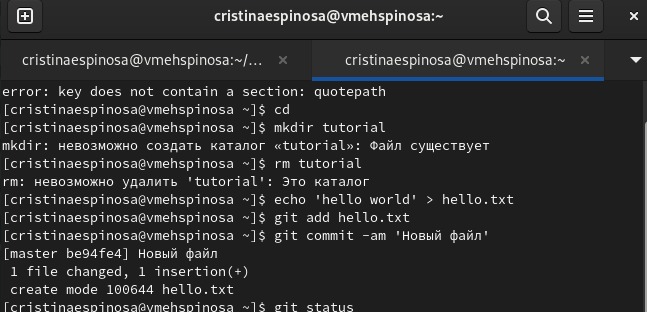 cristinaespinosa@vmehspinosa:~
cristinaespinosa@vmehspinosa:~/...
cristinaespinosa@vmehspinosa:~
error: key does not contain a section: quotepath
[cristinaespinosa@vmehspinosa ~]$ cd
[cristinaespinosa@vmehspinosa ~]$ mkdir tutorial
mkdir: невозможно создать каталог «tutorial»: Файл существует
[cristinaespinosa@vmehspinosa ~]$ rm tutorial
rm: невозможно удалить 'tutorial': Это каталог
[cristinaespinosa@vmehspinosa ~]$ echo 'hello world' > hello.txt
[cristinaespinosa@vmehspinosa ~]$ git add hello.txt
[cristinaespinosa@vmehspinosa ~]$ git commit -am 'Новый файл'
[master be94fe4] Новый файл
 1 file changed, 1 insertion(+)
 create mode 100644 hello.txt
[cristinaespinosa@vmehspinosa ~]$ git status